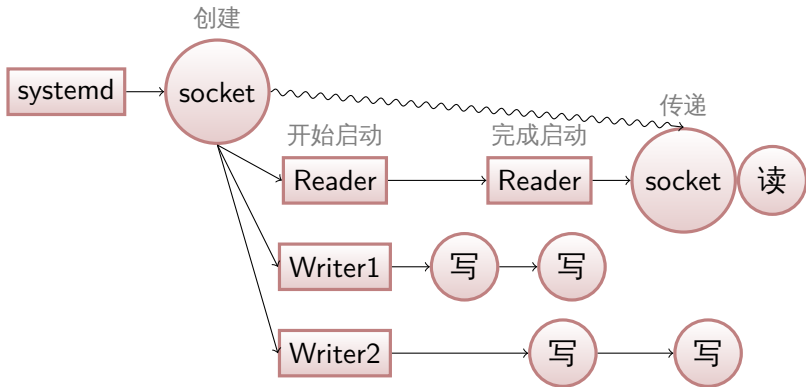 创建
systemd
socket
传递
开始启动
完成启动
Reader
Reader
socket
读
Writer1
写
写
Writer2
写
写